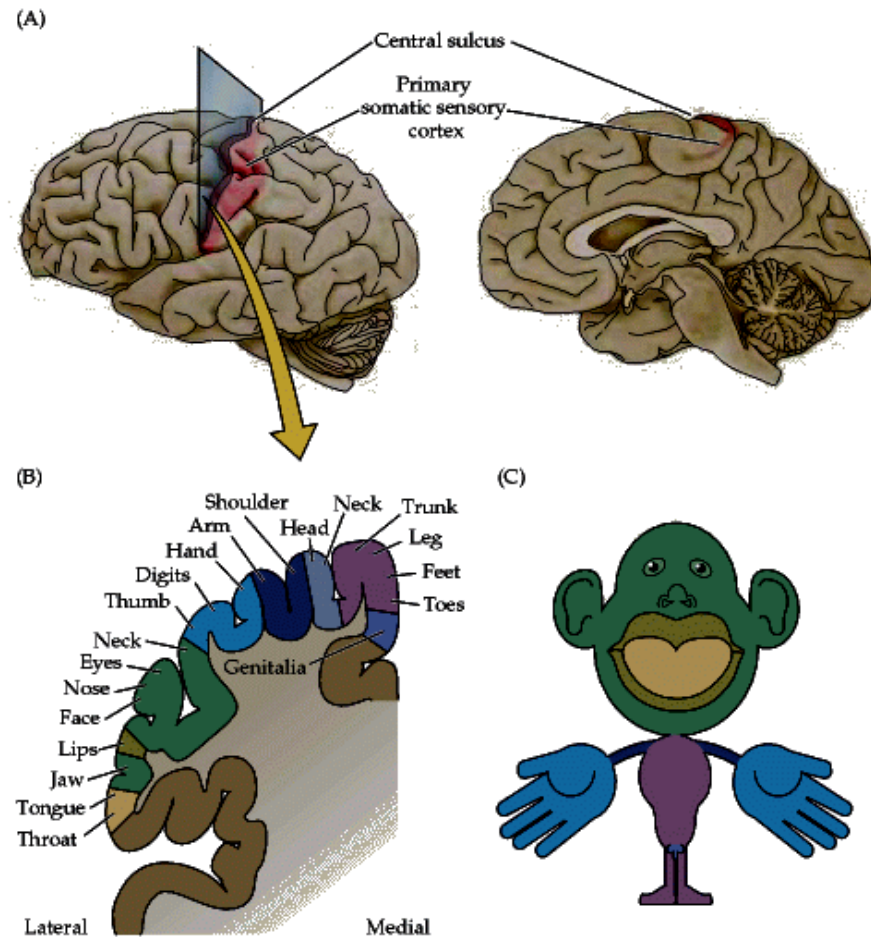 (A)
Central sulcus
Primary
somatic sensory
cortex
(B)
Shoulder
Arm
Hand
Digits
Thumb
Neck
Eyes
Nose
Face
Lips
Jaw
Tongue
Throat
Head
Neck
Trunk
Leg
Feet
Toes
Genitalia
Lateral
Medial
(C)